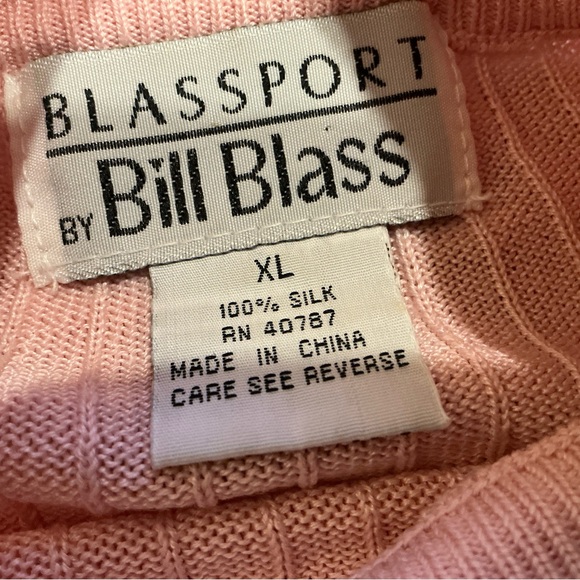 BLASSPORT
BY Bill Blass
XL
100% SILK
RN 40787
MADE IN CHINA
CARE SEE REVERSE